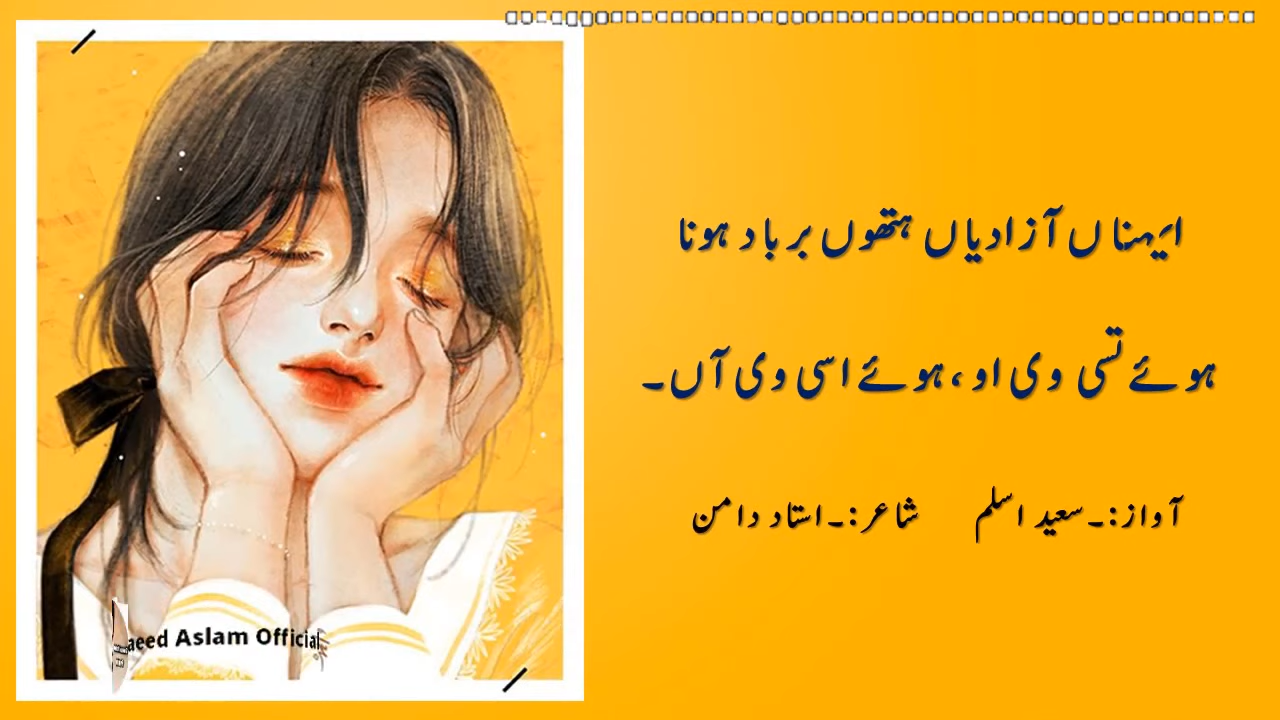 ایہناں آزادیاں ہتھوں برباد ہونا
ہوئے تسی وی او ، ہوئے اسی وی آں۔
آواز:۔سعید اسلم شاعر:۔استاد دامن
aeed Aslam Official